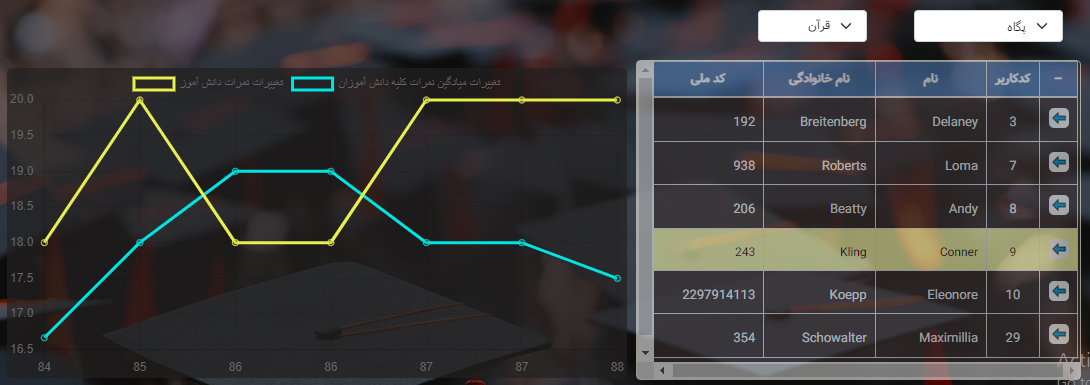 پگاه
قرآن
تغییرات میانگین نمرات کلیه دانش آموزان
تغییرات نمرات دانش آموز
20.0
19.5
19.0
18.5
18.0
17.5
17.0
16.5
84 85 86 86 87 87 88
– کدکاربر نام نام خانوادگی کد ملی
3 Delaney Breitenberg 192
7 Loma Roberts 938
8 Andy Beatty 206
9 Conner Kling 243
10 Eleonore Koepp 2297914113
29 Maximillia Schowalter 354